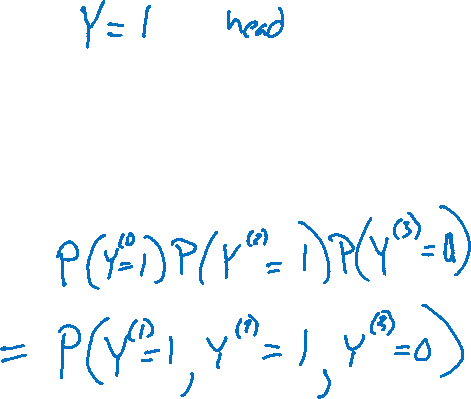 Y = 1 head
P(Y⁽¹⁾=1)P(Y⁽²⁾=1)P(Y⁽³⁾=0)
= P(Y⁽¹⁾=1, Y⁽²⁾=1, Y⁽³⁾=0)